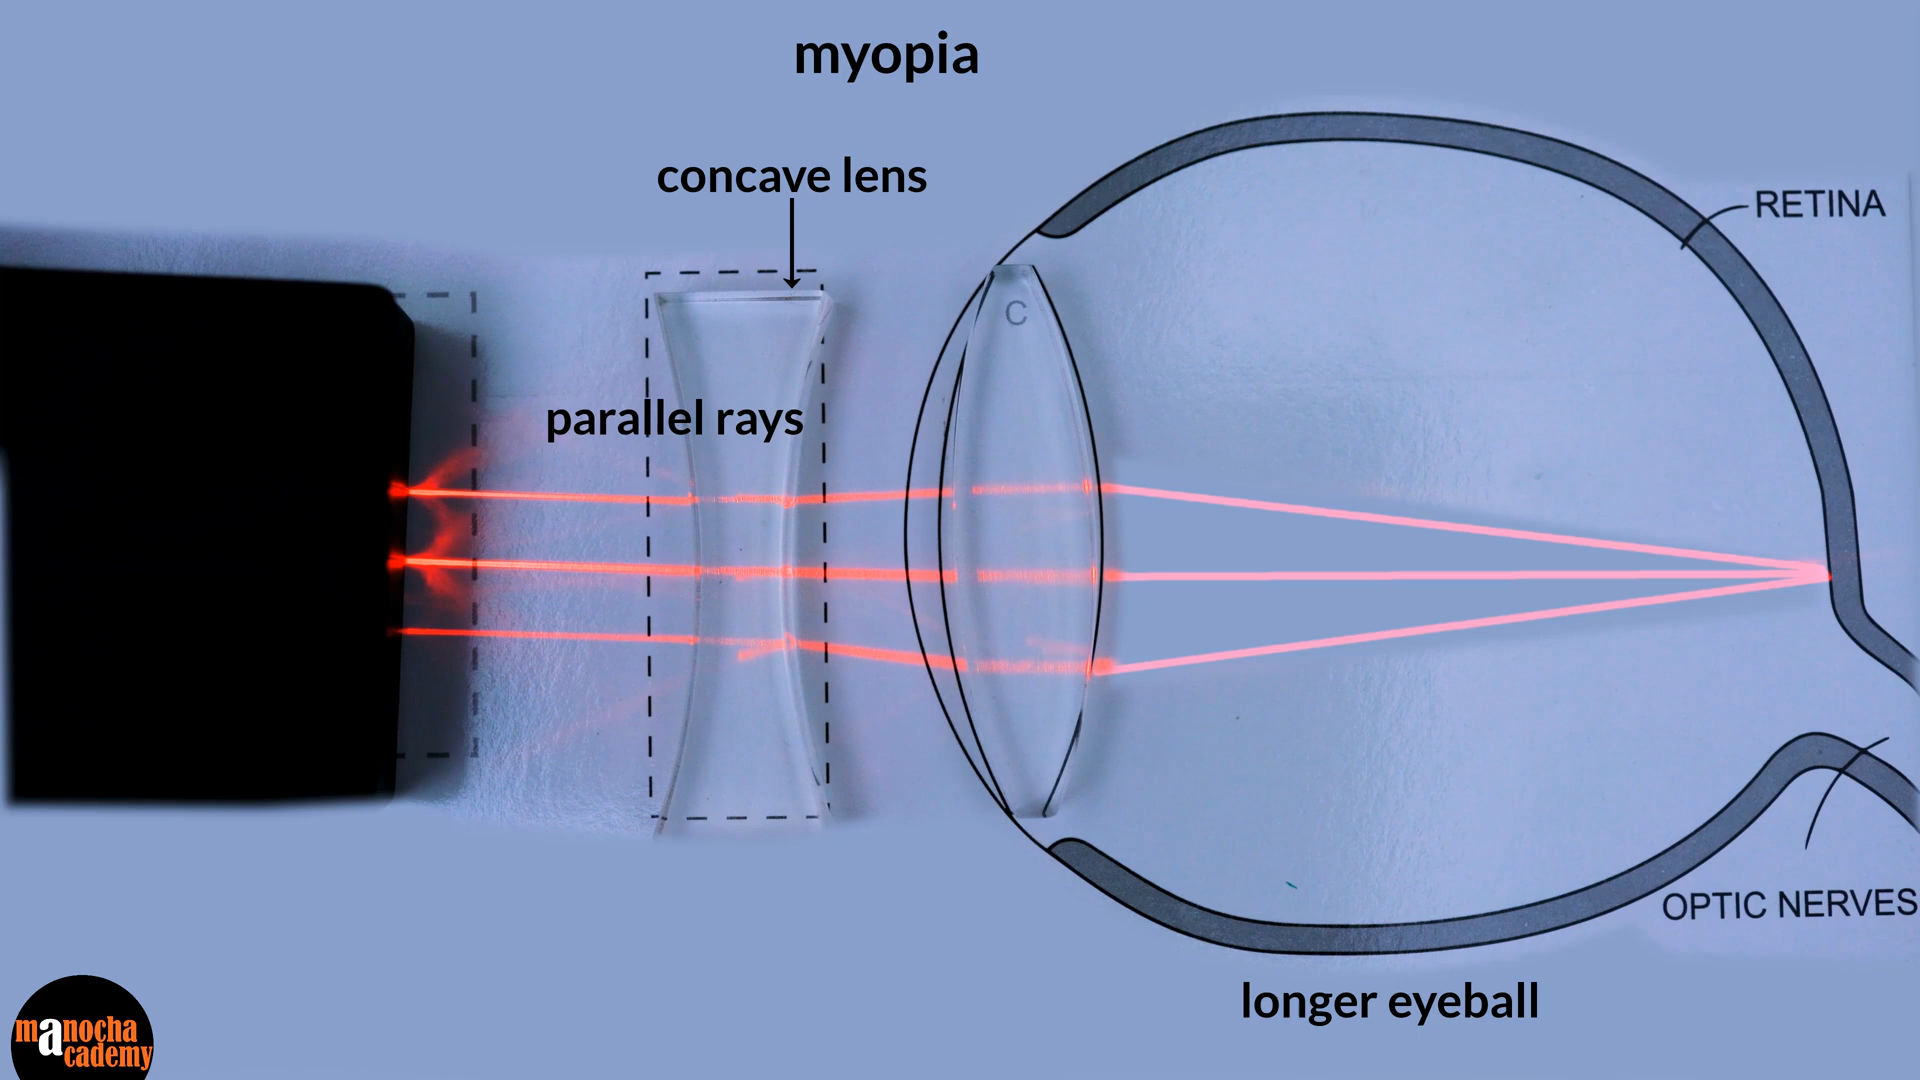 myopia
concave lens
RETINA
C
parallel rays
OPTIC NERVES
longer eyeball
manocha
academy